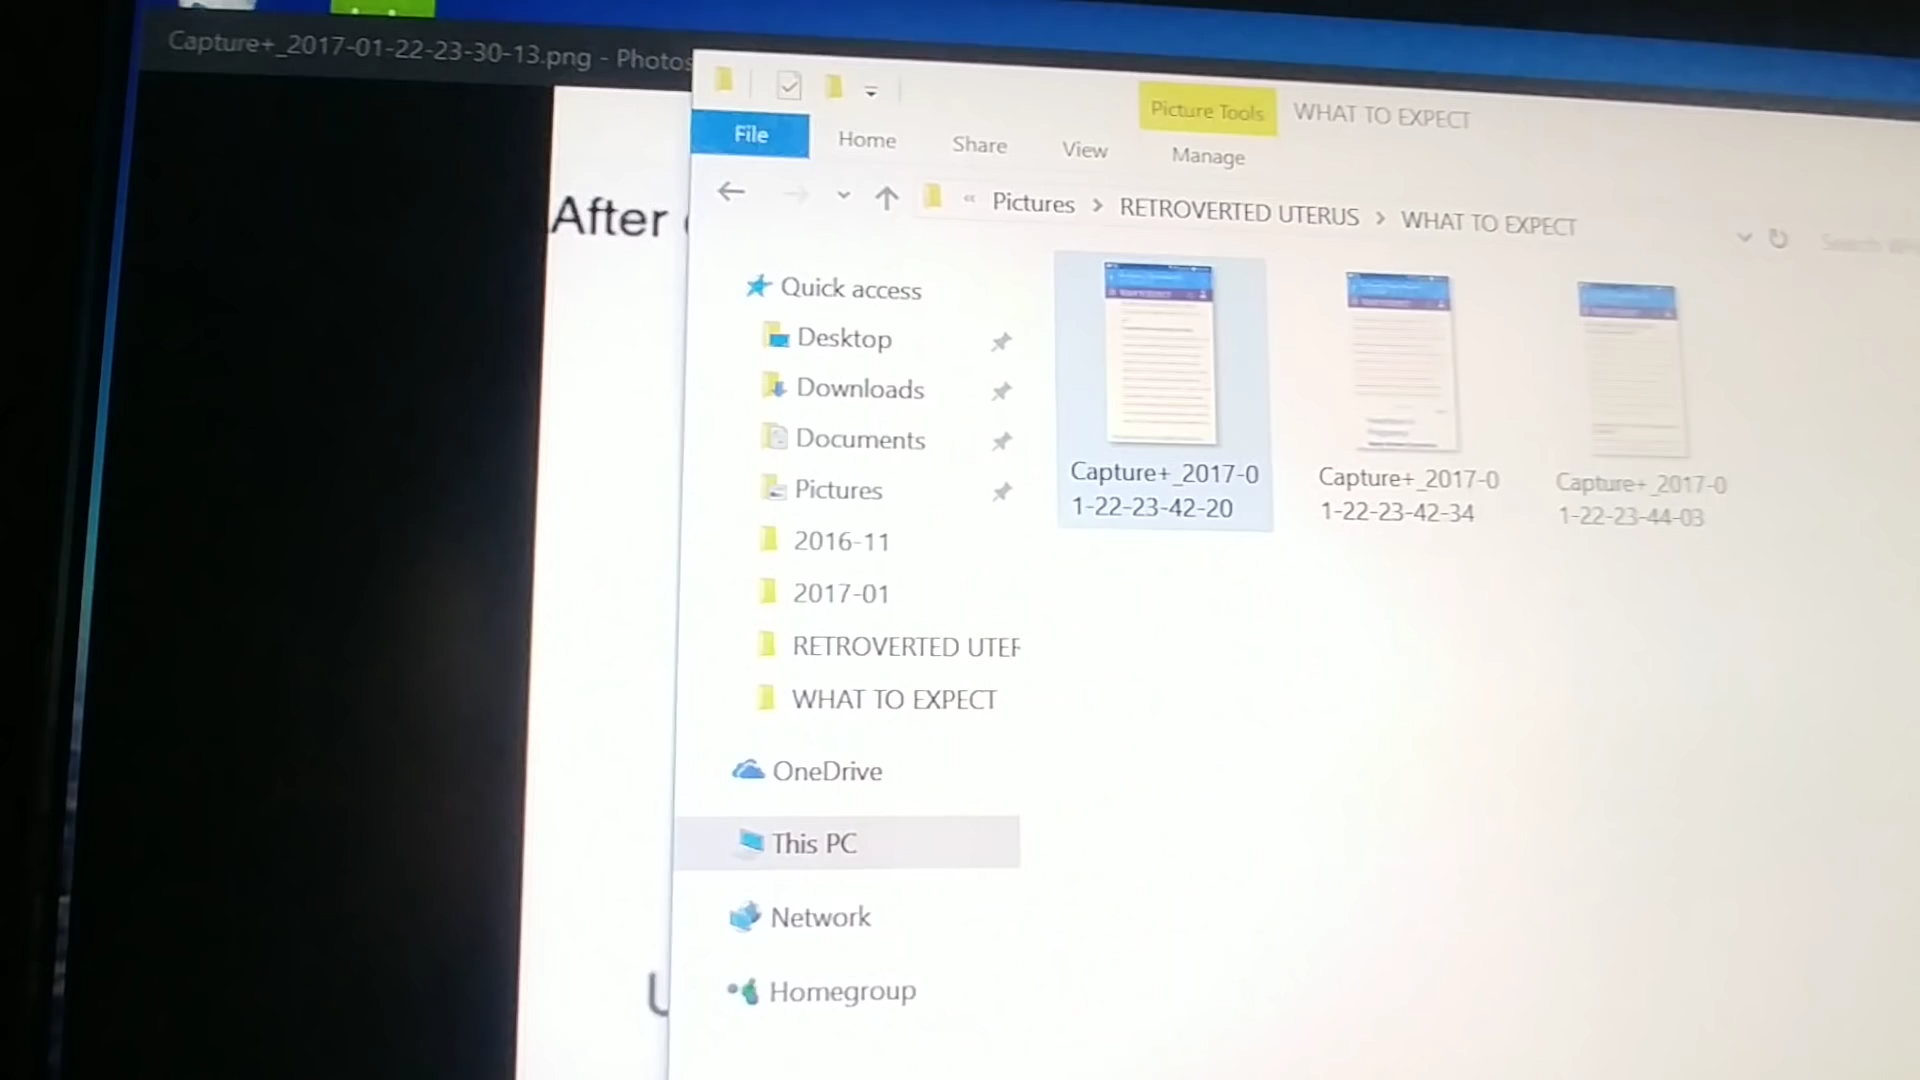 Capture+_2017-01-22-23-30-13.png - Photos
After
Picture Tools
WHAT TO EXPECT
File
Home
Share
View
Manage
« Pictures > RETROVERTED UTERUS > WHAT TO EXPECT
Search
Quick access
Desktop
Downloads
Documents
Pictures
2016-11
2017-01
RETROVERTED UTER
WHAT TO EXPECT
OneDrive
This PC
Network
Homegroup
Capture+_2017-0
1-22-23-42-20
Capture+_2017-0
1-22-23-42-34
Capture+_2017-0
1-22-23-44-03